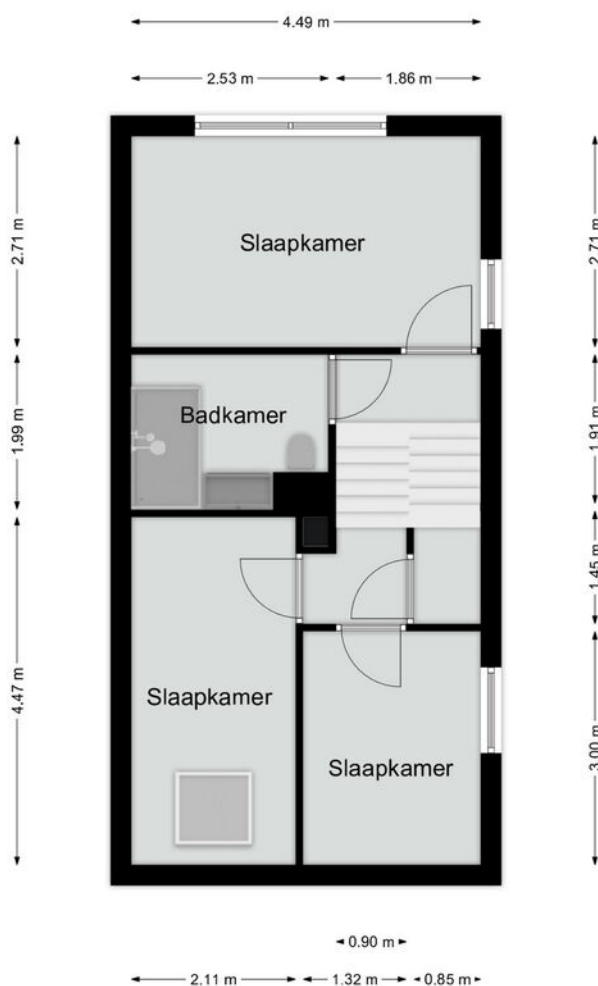 4.49 m
2.53 m
1.86 m
2.71 m
Slaapkamer
2.71 m
1.99 m
Badkamer
1.91 m
1.45 m
4.47 m
Slaapkamer
Slaapkamer
3.00 m
0.90 m
2.11 m
1.32 m
0.85 m